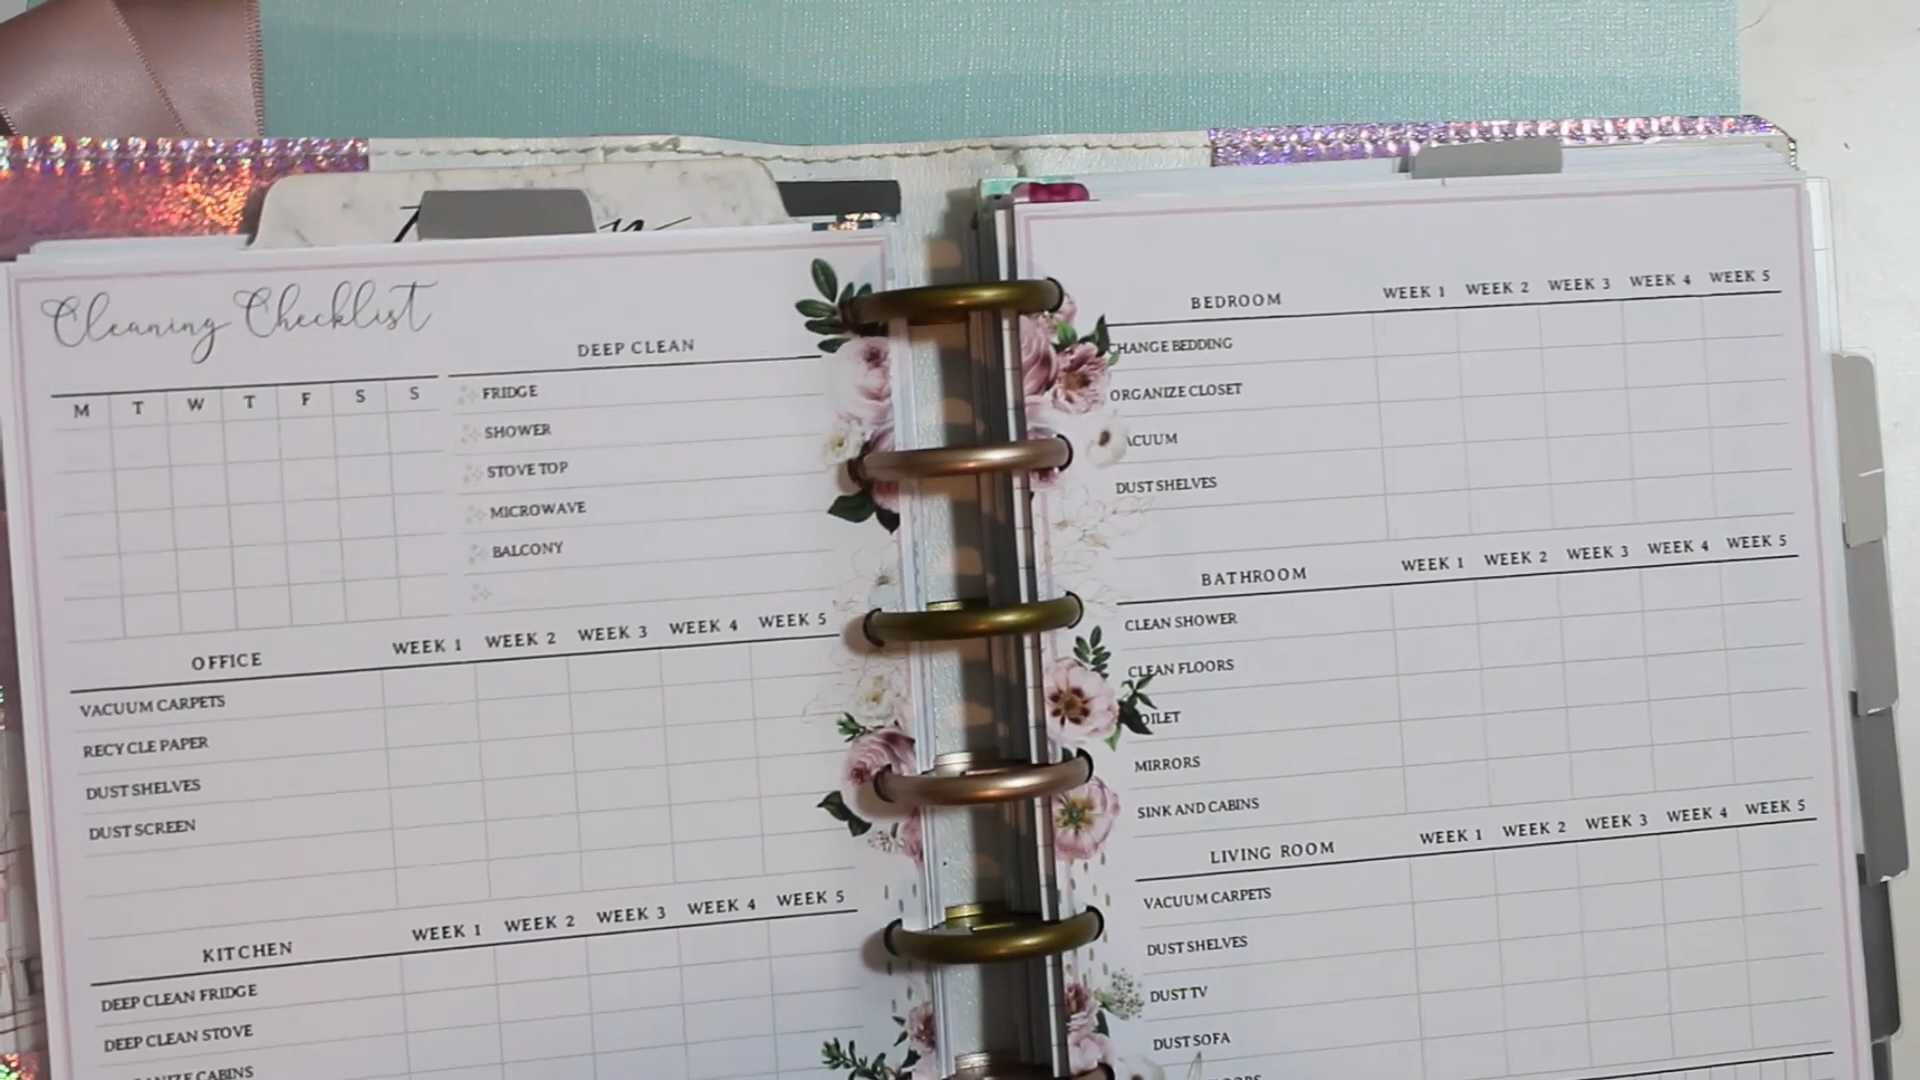 Cleaning Checklist
M T W T F S S
DEEP CLEAN
FRIDGE
SHOWER
STOVE TOP
MICROWAVE
BALCONY
OFFICE WEEK 1 WEEK 2 WEEK 3 WEEK 4 WEEK 5
VACUUM CARPETS
RECYCLE PAPER
DUST SHELVES
DUST SCREEN
KITCHEN WEEK 1 WEEK 2 WEEK 3 WEEK 4 WEEK 5
DEEP CLEAN FRIDGE
DEEP CLEAN STOVE
CABINS
BEDROOM WEEK 1 WEEK 2 WEEK 3 WEEK 4 WEEK 5
CHANGE BEDDING
ORGANIZE CLOSET
ACUUM
DUST SHELVES
BATHROOM WEEK 1 WEEK 2 WEEK 3 WEEK 4 WEEK 5
CLEAN SHOWER
CLEAN FLOORS
OILET
MIRRORS
SINK AND CABINS
LIVING ROOM WEEK 1 WEEK 2 WEEK 3 WEEK 4 WEEK 5
VACUUM CARPETS
DUST SHELVES
DUST TV
DUST SOFA